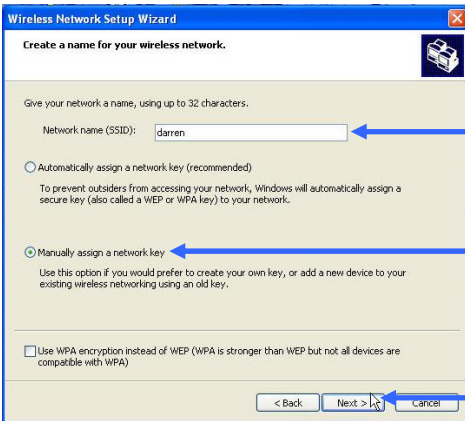 Wireless Network Setup Wizard
Create a name for your wireless network.
Give your network a name, using up to 32 characters.
Network name (SSID): darren
Automatically assign a network key (recommended)
To prevent outsiders from accessing your network, Windows will automatically assign a
secure key (also called a WEP or WPA key) to your network.
Manually assign a network key
Use this option if you would prefer to create your own key, or add a new device to your
existing wireless networking using an old key.
Use WPA encryption instead of WEP (WPA is stronger than WEP but not all devices are
compatible with WPA)
< Back Next > Cancel